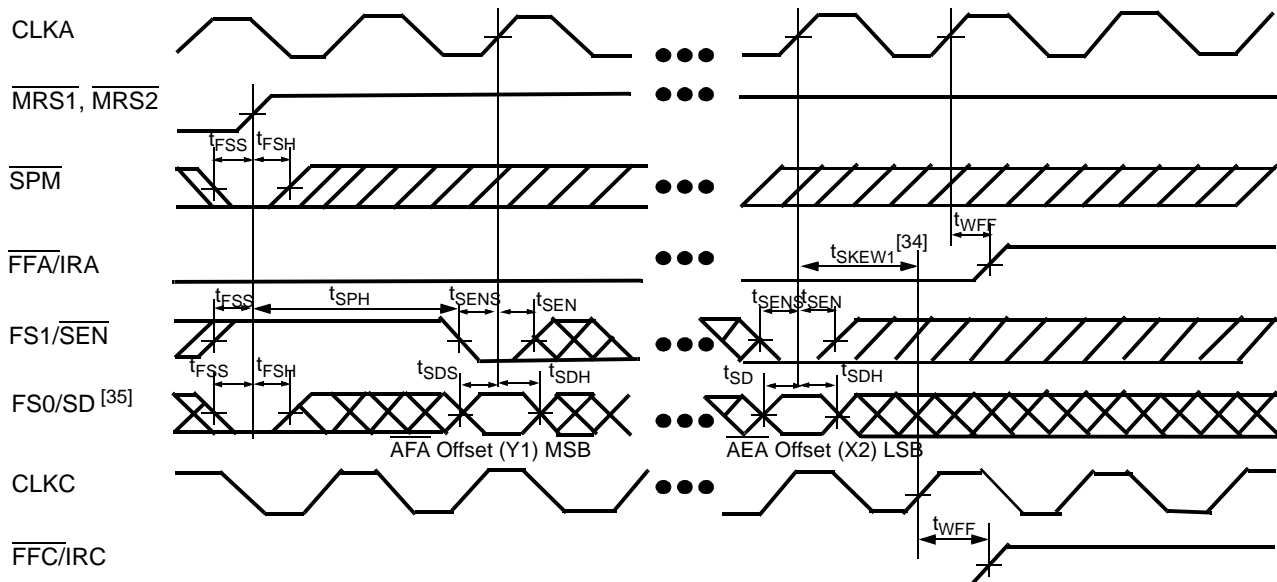 CLKA
MRS1, MRS2
tFSS tFSH
SPM
tWFF
FFA/IRA
tSKEW1[34]
tFSS tSPH tSENS tSEN tSENS tSEN
FS1/SEN
tFSS tFSH tSDS tSDH tSD tSDH
FS0/SD [35]
AFA Offset (Y1) MSB AEA Offset (X2) LSB
CLKC
tWFF
FFC/IRC